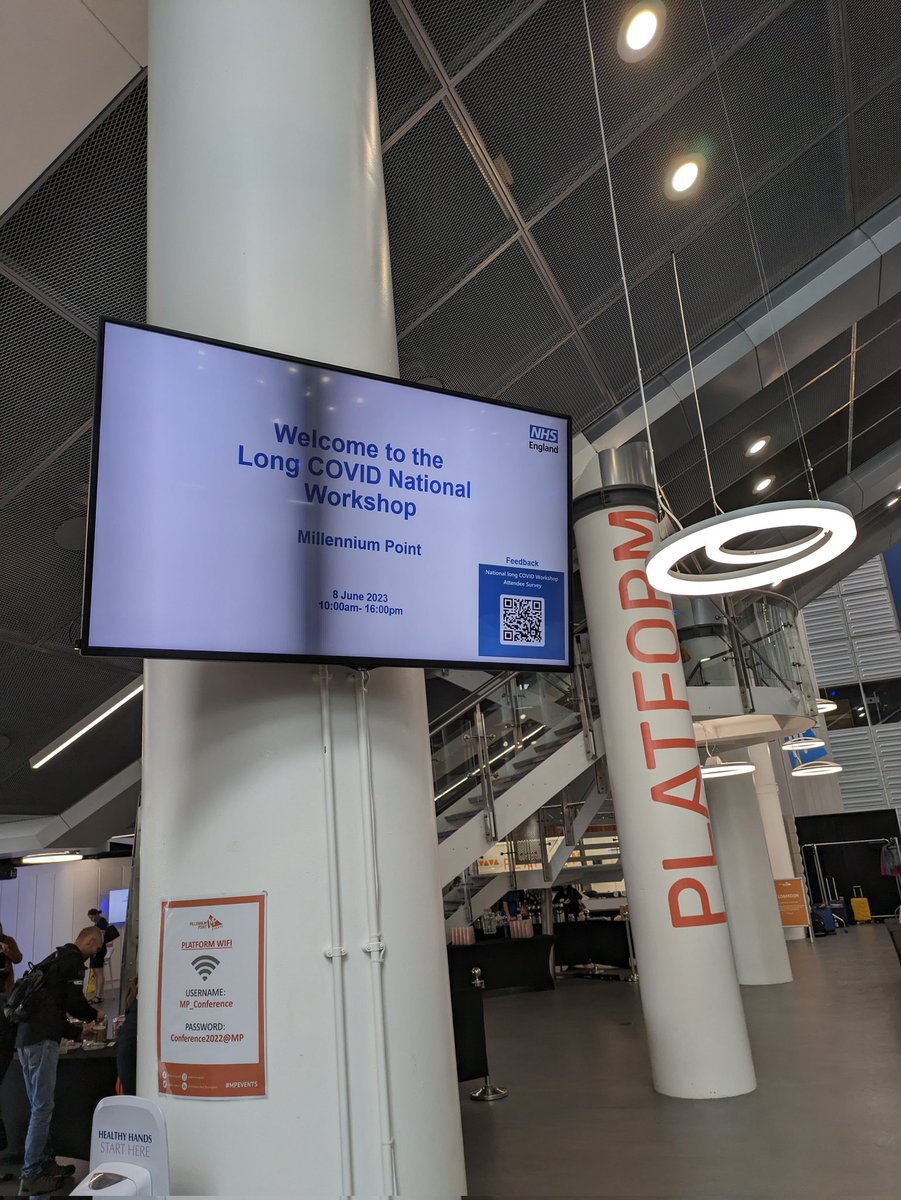 Welcome to the
Long COVID National
Workshop
Millennium Point
8 June 2023
10:00am- 16:00pm
NHS
England
Feedback
National long COVID Workshop
Attendee Survey
PLATFORM
MILLENNIUM
POINT
PLATFORM WIFI
USERNAME:
MP_Conference
PASSWORD:
Conference2022@MP
#MPEVENTS
HEALTHY HANDS
START HERE